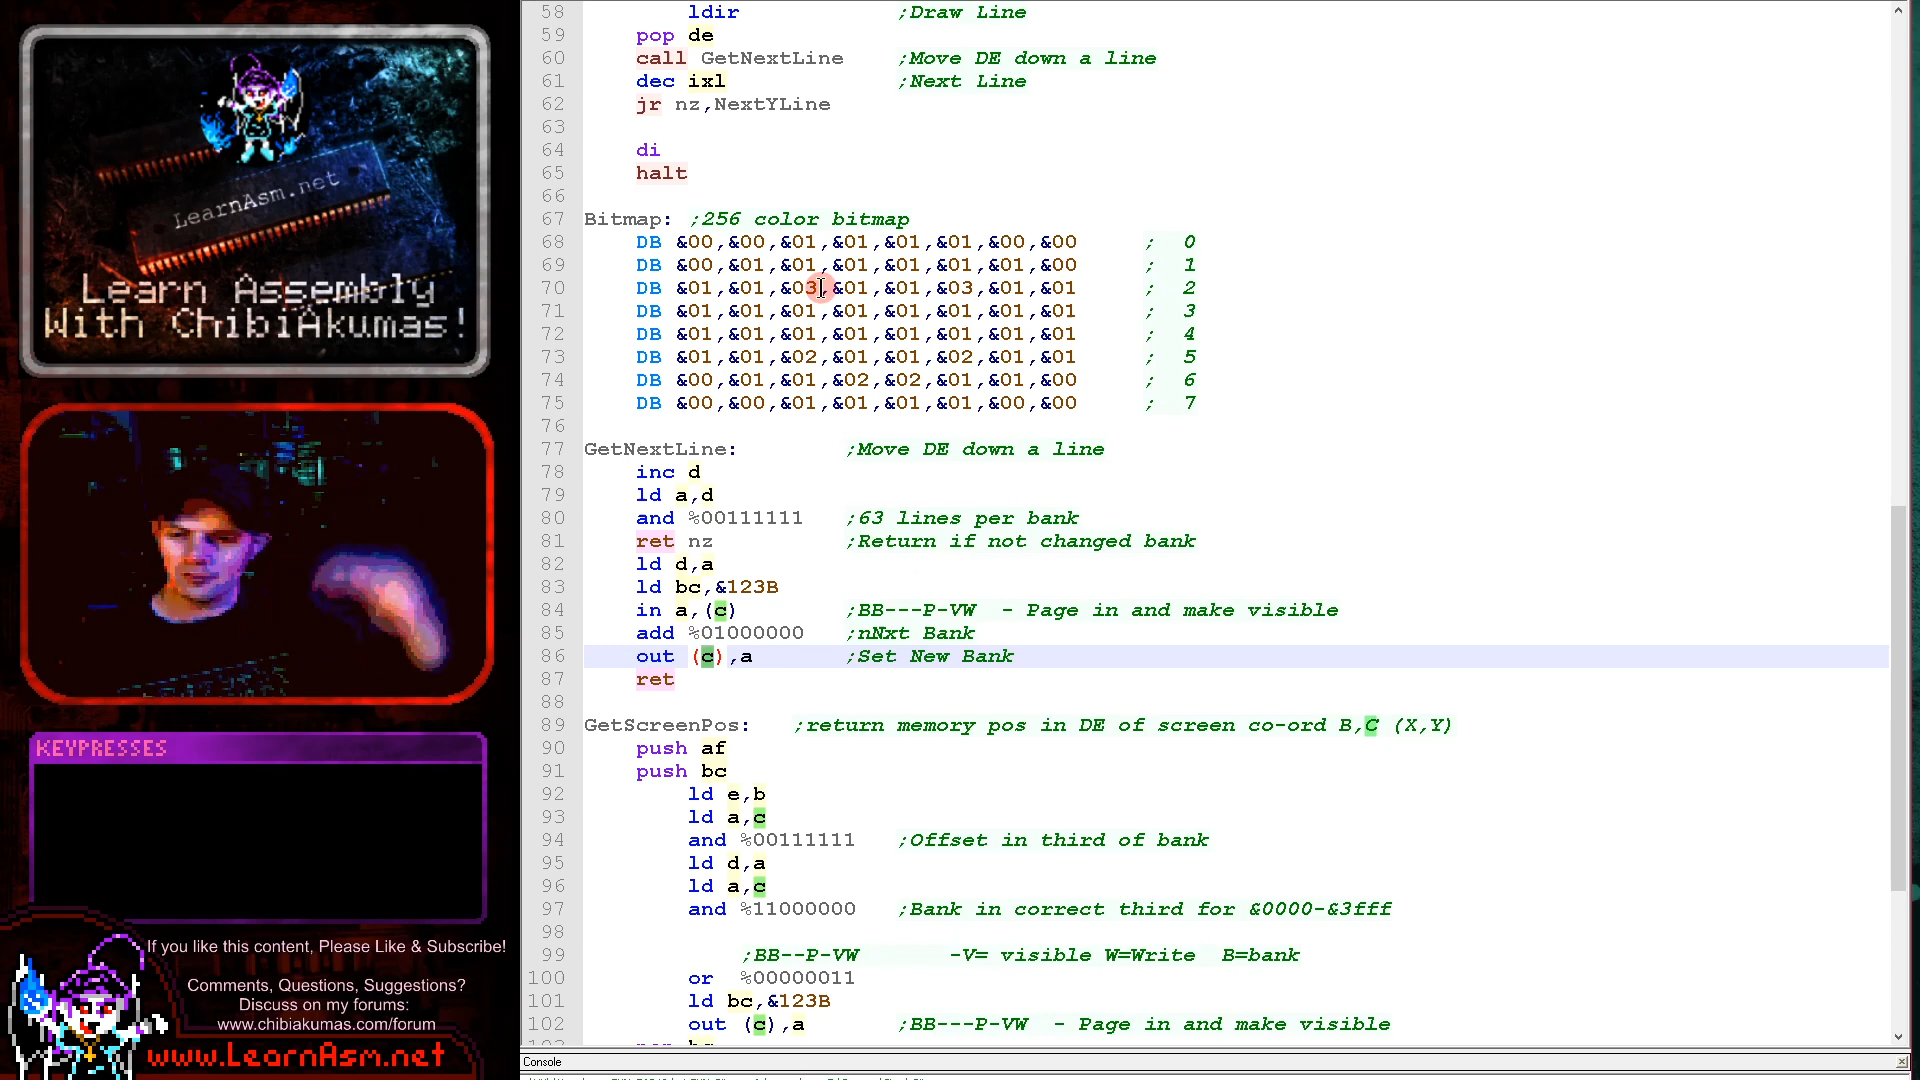 LearnAsm.net
Learn Assembly
With ChibiAkumas!
KEYPRESSES
If you like this content, Please Like & Subscribe!
Comments, Questions, Suggestions?
Discuss on my forums:
www.chibiakumas.com/forum
www.LearnAsm.net
58 ldir ;Draw Line
59 pop de
60 call GetNextLine ;Move DE down a line
61 dec ixl ;Next Line
62 jr nz,NextYLine
63
64 di
65 halt
66
67 Bitmap: ;256 color bitmap
68 DB &00,&00,&01,&01,&01,&01,&00,&00 ; 0
69 DB &00,&01,&01,&01,&01,&01,&01,&00 ; 1
70 DB &01,&01,&03,&01,&01,&03,&01,&01 ; 2
71 DB &01,&01,&01,&01,&01,&01,&01,&01 ; 3
72 DB &01,&01,&01,&01,&01,&01,&01,&01 ; 4
73 DB &01,&01,&02,&01,&01,&02,&01,&01 ; 5
74 DB &00,&01,&01,&02,&02,&01,&01,&00 ; 6
75 DB &00,&00,&01,&01,&01,&01,&00,&00 ; 7
76
77 GetNextLine: ;Move DE down a line
78 inc d
79 ld a,d
80 and %00111111 ;63 lines per bank
81 ret nz ;Return if not changed bank
82 ld d,a
83 ld bc,&123B
84 in a,(c) ;BB---P-VW - Page in and make visible
85 add %01000000 ;nNxt Bank
86 out (c),a ;Set New Bank
87 ret
88
89 GetScreenPos: ;return memory pos in DE of screen co-ord B,C (X,Y)
90 push af
91 push bc
92 ld e,b
93 ld a,c
94 and %00111111 ;Offset in third of bank
95 ld d,a
96 ld a,c
97 and %11000000 ;Bank in correct third for &0000-&3fff
98
99 ;BB--P-VW -V= visible W=Write B=bank
100 or %00000011
101 ld bc,&123B
102 out (c),a ;BB---P-VW - Page in and make visible
Console